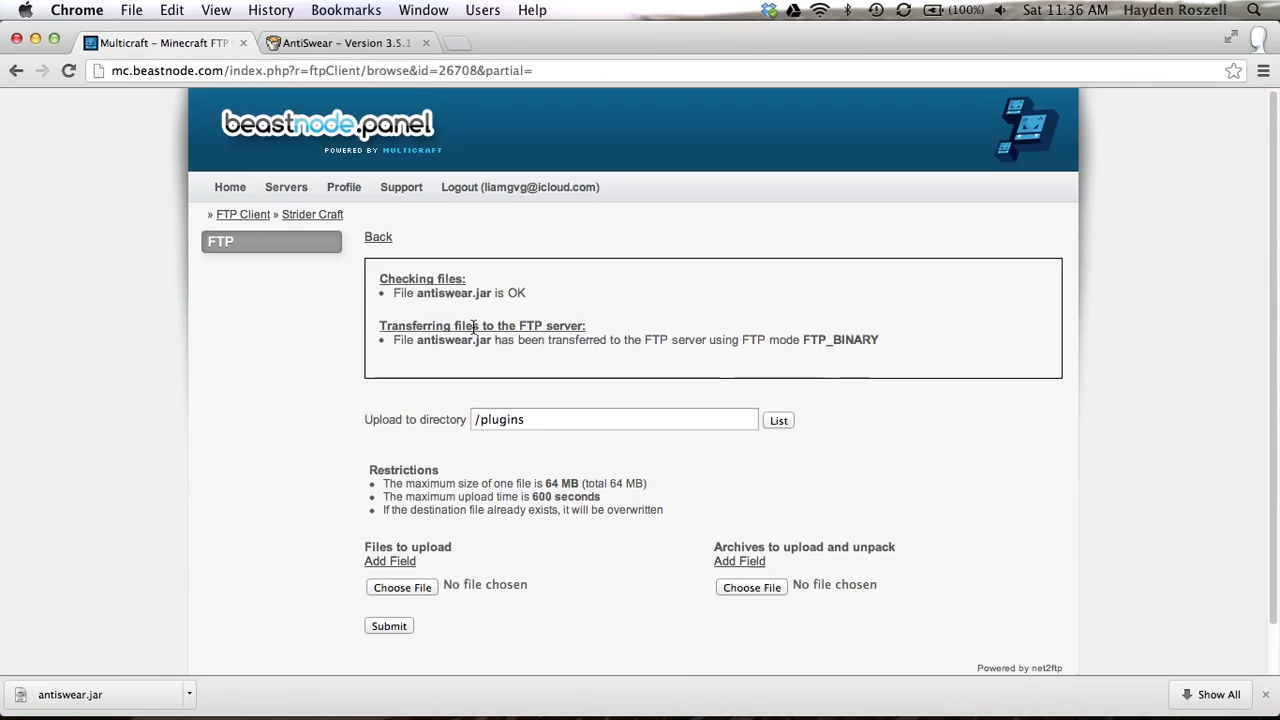 Chrome File Edit View History Bookmarks Window Users Help (100%) Sat 11:36 AM Hayden Roszell
Multicraft – Minecraft FTP AntiSwear – Version 3.5.1
mc.beastnode.com/index.php?r=ftpClient/browse&id=26708&partial=
beastnode.panel
POWERED BY MULTICRAFT
Home Servers Profile Support Logout (liamgvg@icloud.com)
» FTP Client » Strider Craft
FTP
Back
Checking files:
File antiswear.jar is OK
Transferring files to the FTP server:
File antiswear.jar has been transferred to the FTP server using FTP mode FTP_BINARY
Upload to directory /plugins List
Restrictions
The maximum size of one file is 64 MB (total 64 MB)
The maximum upload time is 600 seconds
If the destination file already exists, it will be overwritten
Files to upload Archives to upload and unpack
Add Field Add Field
Choose File No file chosen Choose File No file chosen
Submit
Powered by net2ftp
antiswear.jar Show All